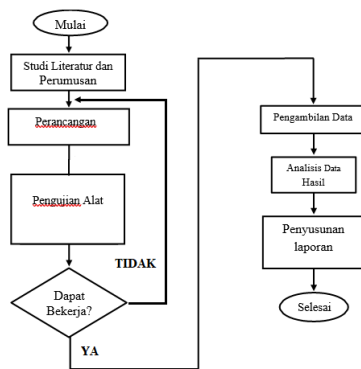 Mulai
Studi Literatur dan
Perumusan
Perancangan
Pengujian Alat
TIDAK
Dapat
Bekerja?
YA
Pengambilan Data
Analisis Data
Hasil
Penyusunan
laporan
Selesai